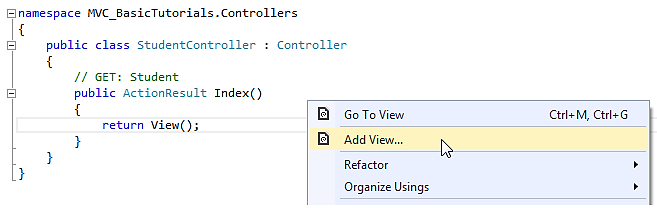 namespace MVC_BasicTutorials.Controllers
{
public class StudentController : Controller
{
// GET: Student
public ActionResult Index()
{
return View();
}
}
}
Go To View Ctrl+M, Ctrl+G
Add View...
Refactor
Organize Usings